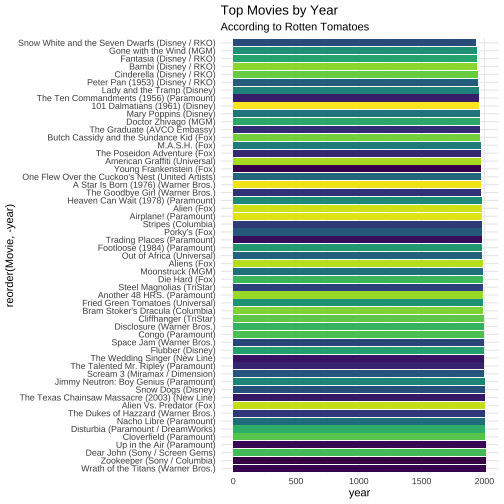 Top Movies by Year
According to Rotten Tomatoes
reorder(Movie, -year)
Snow White and the Seven Dwarfs (Disney / RKO)
Gone with the Wind (MGM)
Fantasia (Disney / RKO)
Bambi (Disney / RKO)
Cinderella (Disney / RKO)
Peter Pan (1953) (Disney / RKO)
Lady and the Tramp (Disney)
The Ten Commandments (1956) (Paramount)
101 Dalmatians (1961) (Disney)
Mary Poppins (Disney)
Doctor Zhivago (MGM)
The Graduate (AVCO Embassy)
Butch Cassidy and the Sundance Kid (Fox)
M.A.S.H. (Fox)
The Poseidon Adventure (Fox)
American Graffiti (Universal)
Young Frankenstein (Fox)
One Flew Over the Cuckoo's Nest (United Artists)
A Star Is Born (1976) (Warner Bros.)
The Goodbye Girl (Warner Bros.)
Heaven Can Wait (1978) (Paramount)
Alien (Fox)
Airplane! (Paramount)
Stripes (Columbia)
Porky's (Fox)
Trading Places (Paramount)
Footloose (1984) (Paramount)
Out of Africa (Universal)
Aliens (Fox)
Moonstruck (MGM)
Die Hard (Fox)
Steel Magnolias (TriStar)
Another 48 HRS. (Paramount)
Fried Green Tomatoes (Universal)
Bram Stoker's Dracula (Columbia)
Cliffhanger (TriStar)
Disclosure (Warner Bros.)
Congo (Paramount)
Space Jam (Warner Bros.)
Flubber (Disney)
The Wedding Singer (New Line)
The Talented Mr. Ripley (Paramount)
Scream 3 (Miramax / Dimension)
Jimmy Neutron: Boy Genius (Paramount)
Snow Dogs (Disney)
The Texas Chainsaw Massacre (2003) (New Line)
Alien Vs. Predator (Fox)
The Dukes of Hazzard (Warner Bros.)
Nacho Libre (Paramount)
Disturbia (Paramount / DreamWorks)
Cloverfield (Paramount)
Up in the Air (Paramount)
Dear John (Sony / Screen Gems)
Zookeeper (Sony / Columbia)
Wrath of the Titans (Warner Bros.)
0 500 1000 1500 2000
year